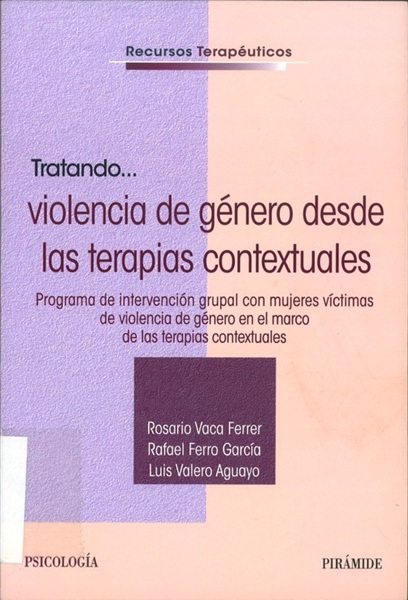 Recursos Terapéuticos
Tratando...
violencia de género desde
las terapias contextuales
Programa de intervención grupal con mujeres víctimas
de violencia de género en el marco
de las terapias contextuales
Rosario Vaca Ferrer
Rafael Ferro García
Luis Valero Aguayo
PSICOLOGÍA
PIRÁMIDE